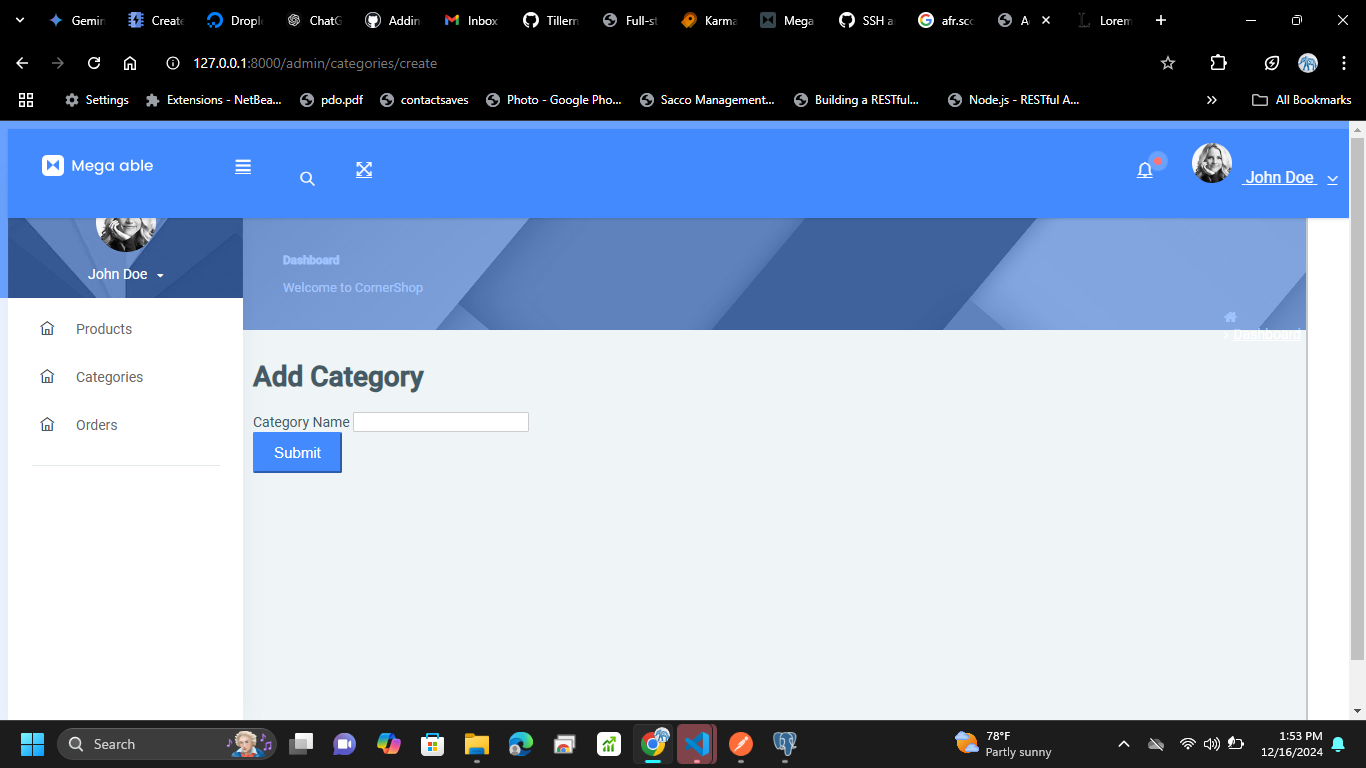 Gemin
Create
Drople
ChatG
Addin
Inbox
Tillern
Full-st
Karma
Mega
SSH a
afr.scc
A
Lorem
127.0.0.1:8000/admin/categories/create
Settings
Extensions - NetBea...
pdo.pdf
contactsaves
Photo - Google Pho...
Sacco Management...
Building a RESTful...
Node.js - RESTful A...
»
All Bookmarks
Mega able
John Doe
John Doe
Dashboard
Welcome to CornerShop
› Dashboard
Products
Categories
Orders
Add Category
Category Name
Submit
Search
78°F
Partly sunny
1:53 PM
12/16/2024